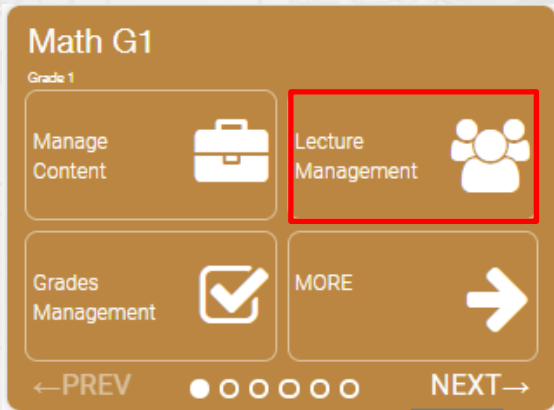 Math G1
Grade 1
Manage
Content
Lecture
Management
Grades
Management
MORE
←PREV
NEXT→